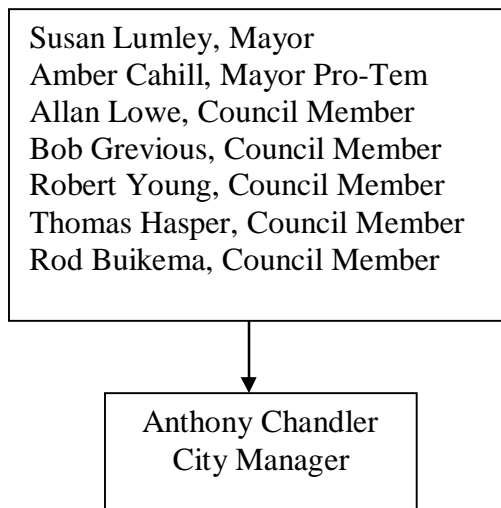 Susan Lumley, Mayor
Amber Cahill, Mayor Pro-Tem
Allan Lowe, Council Member
Bob Grevious, Council Member
Robert Young, Council Member
Thomas Hasper, Council Member
Rod Buikema, Council Member
Anthony Chandler
City Manager